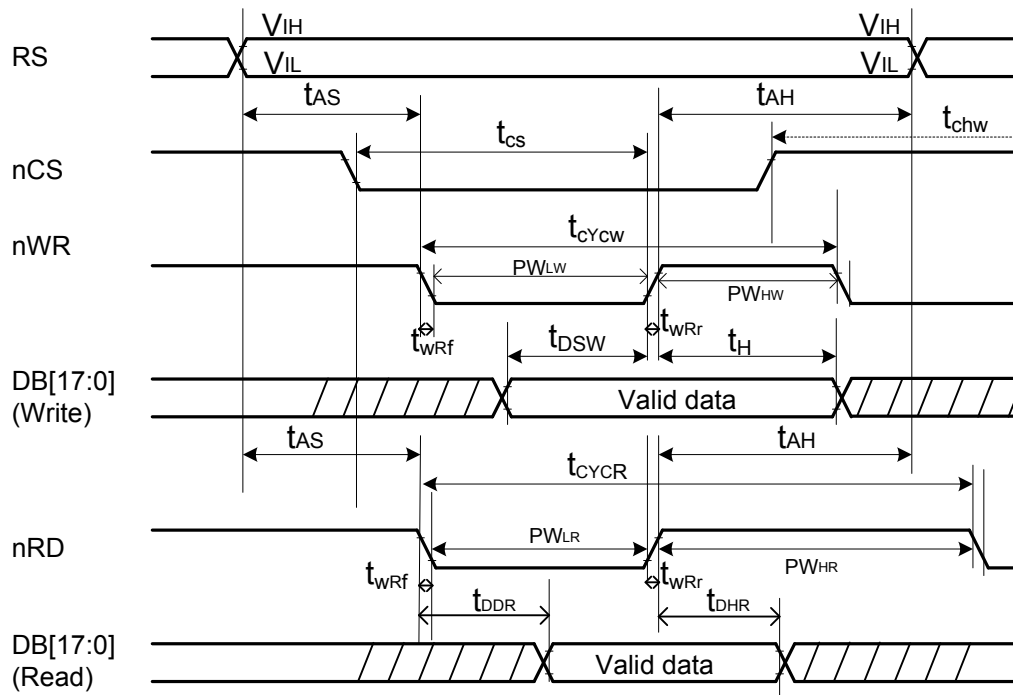 RS
VIH
VIH
VIL
VIL
tAS
tAH
tchw
tcs
nCS
nWR
tcYcw
PWLW
PWHW
twRf
twRr
tDSW
tH
DB[17:0]
(Write)
Valid data
tAS
tAH
tCYCR
nRD
PWLR
PWHR
twRf
twRr
tDDR
tDHR
DB[17:0]
(Read)
Valid data